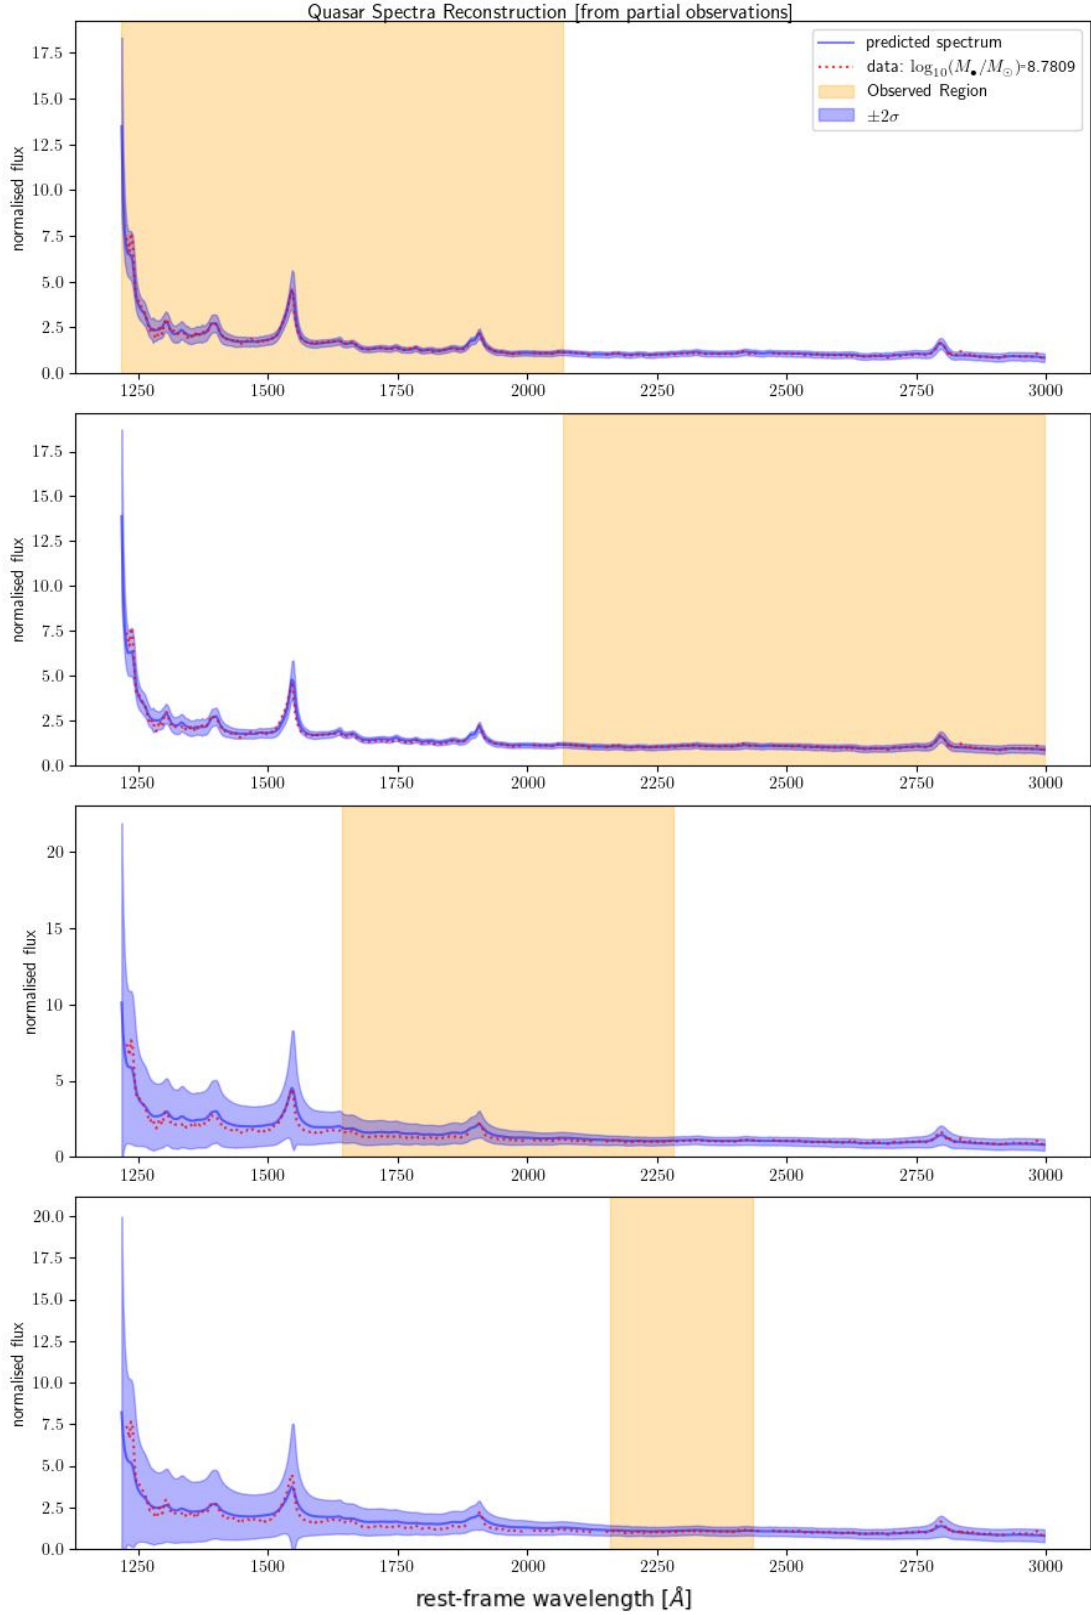 Quasar Spectra Reconstruction [from partial observations]
predicted spectrum
data: log₁₀(M●/M⊙)=8.7809
Observed Region
±2σ
normalised flux
17.5
15.0
12.5
10.0
7.5
5.0
2.5
0.0
1250 1500 1750 2000 2250 2500 2750 3000
normalised flux
17.5
15.0
12.5
10.0
7.5
5.0
2.5
0.0
1250 1500 1750 2000 2250 2500 2750 3000
normalised flux
20
15
10
5
0
1250 1500 1750 2000 2250 2500 2750 3000
normalised flux
20.0
17.5
15.0
12.5
10.0
7.5
5.0
2.5
0.0
1250 1500 1750 2000 2250 2500 2750 3000
rest-frame wavelength [Å]